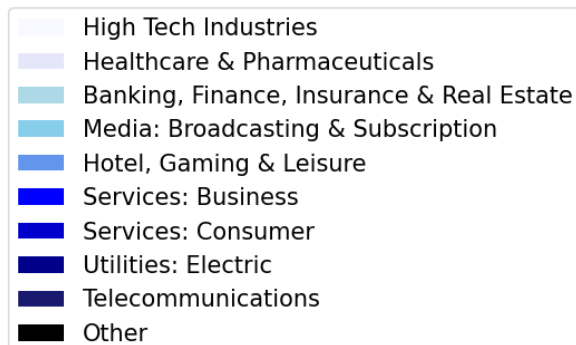 High Tech Industries
Healthcare & Pharmaceuticals
Banking, Finance, Insurance & Real Estate
Media: Broadcasting & Subscription
Hotel, Gaming & Leisure
Services: Business
Services: Consumer
Utilities: Electric
Telecommunications
Other